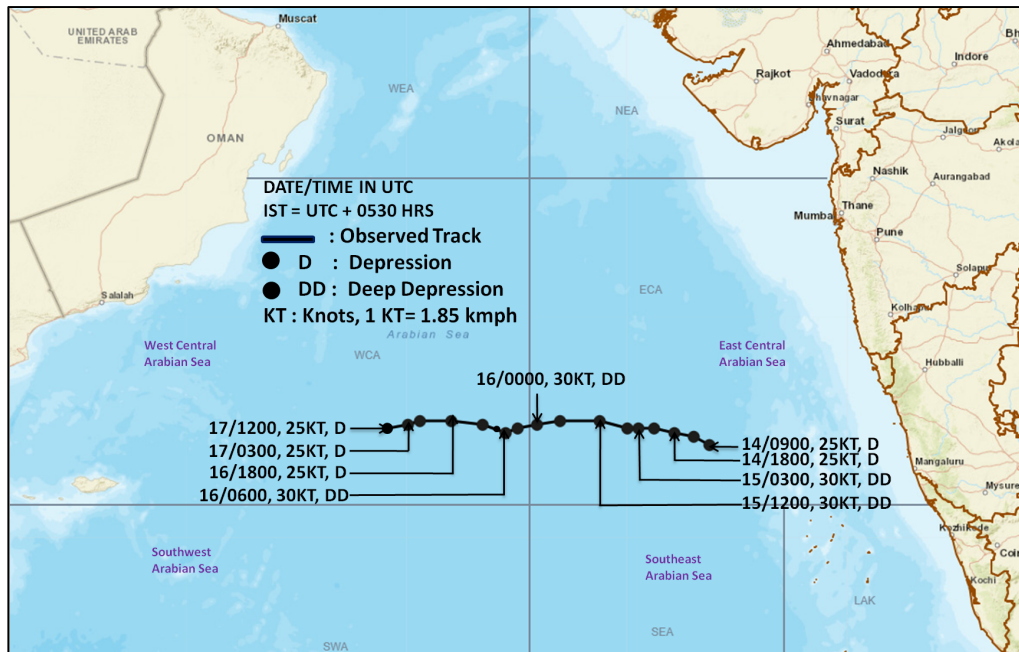 Muscat
UNITED ARAB
EMIRATES
Ahmedabad
Indore
WEA
Rajkot
Vadodara
NEA
Surat
Jalgaon
OMAN
Nashik
Aurangabad
DATE/TIME IN UTC
IST = UTC + 0530 HRS
: Observed Track
D : Depression
DD : Deep Depression
KT : Knots, 1 KT= 1.85 kmph
Thane
Mumbai
Pune
Solapur
Salalah
ECA
Kolhapu
Arabian Sea
West Central
Arabian Sea
WCA
East Central
Arabian Sea
Hubballi
16/0000, 30KT, DD
17/1200, 25KT, D
17/0300, 25KT, D
16/1800, 25KT, D
16/0600, 30KT, DD
14/0900, 25KT, D
14/1800, 25KT, D
15/0300, 30KT, DD
15/1200, 30KT, DD
Mangaluru
Mysuru
Kozhikode
Southwest
Arabian Sea
Southeast
Arabian Sea
Coin
Kochi
LAK
SWA
SEA